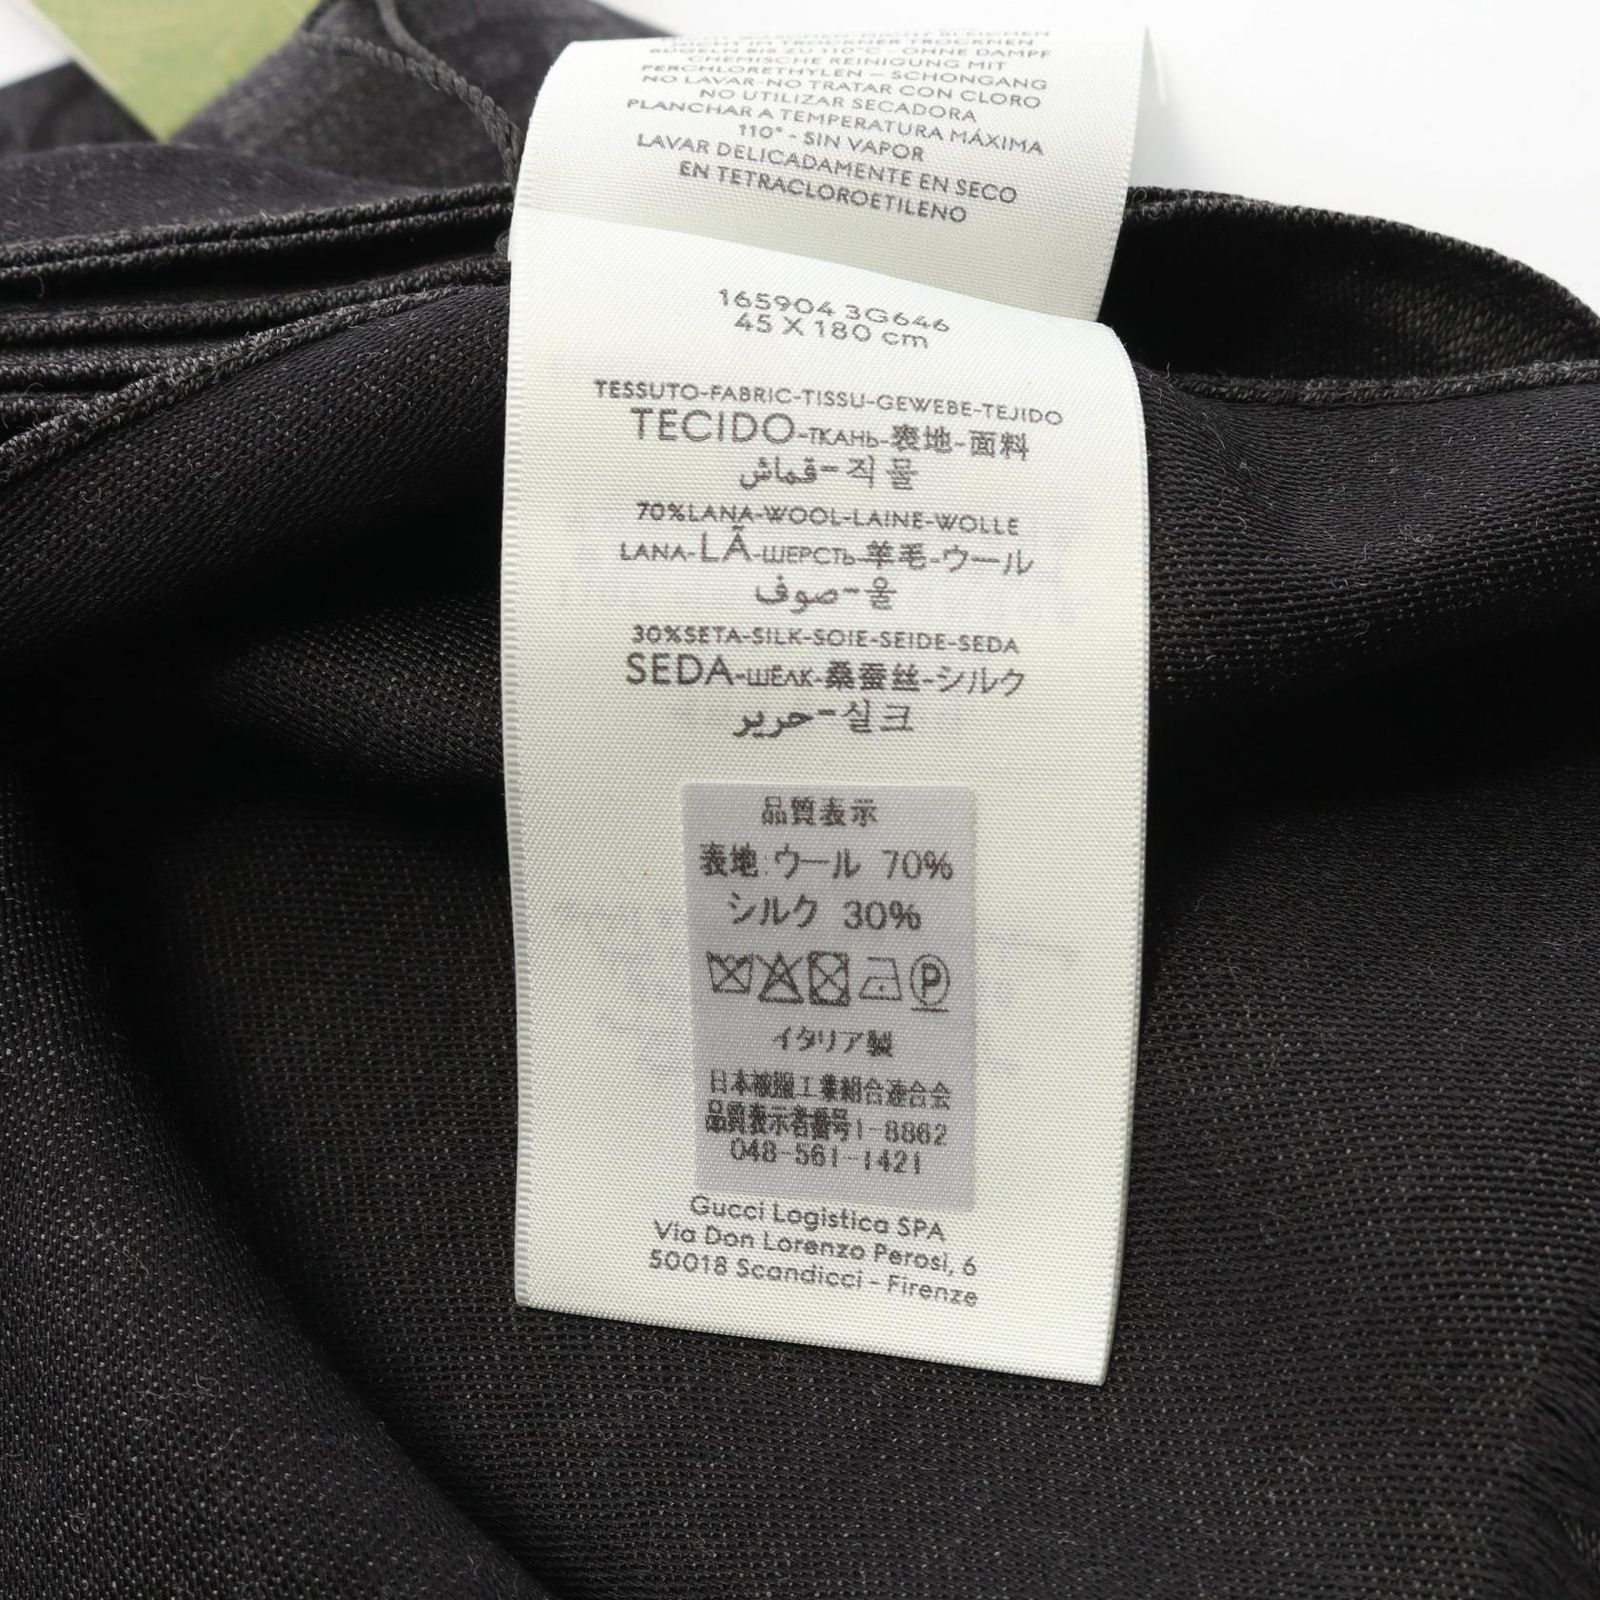 NICHT IM TROCKNER TROCKNEN
BÜGELN BIS ZU 110°C - OHNE DAMPF
CHEMISCHE REINIGUNG MIT
PERCHLORETHYLEN – SCHONGANG
NO LAVAR-NO TRATAR CON CLORO
NO UTILIZAR SECADORA
PLANCHAR A TEMPERATURA MÁXIMA
110° - SIN VAPOR
LAVAR DELICADAMENTE EN SECO
EN TETRACLOROETILENO
165904 3G646
45 X 180 cm
TESSUTO-FABRIC-TISSU-GEWEBE-TEJIDO
TECIDO-ТКАНЬ-表地-面料
قماش-직물
70%LANA-WOOL-LAINE-WOLLE
LANA-LÃ-ШЕРСТЬ-羊毛-ウール
صوف-울
30%SETA-SILK-SOIE-SEIDE-SEDA
SEDA-ШЁЛК-桑蚕丝-シルク
حرير-실크
品質表示
表地:ウール 70%
シルク 30%
P
イタリア製
日本被服工業組合連合会
品質表示者番号1-8862
048-561-1421
Gucci Logistica SPA
Via Don Lorenzo Perosi, 6
50018 Scandicci - Firenze